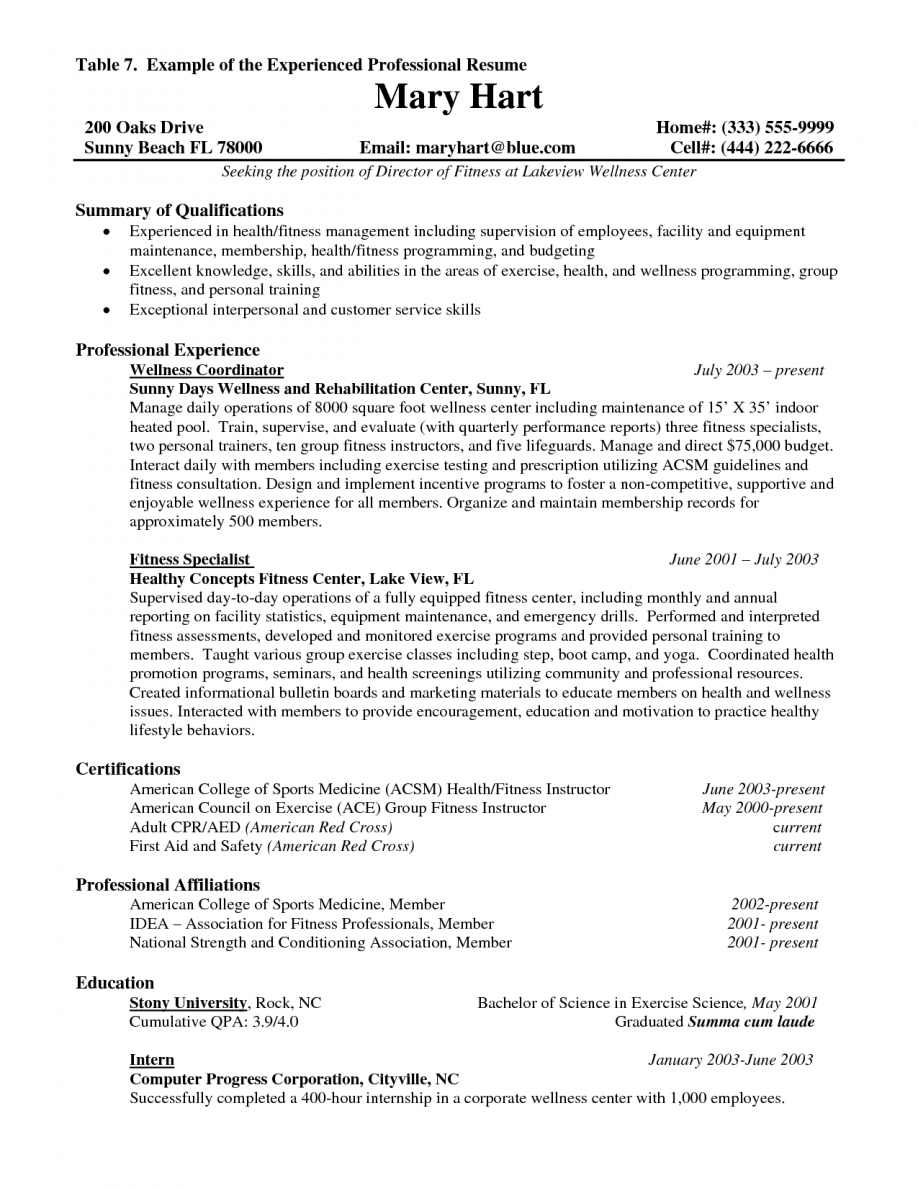 Table 7. Example of the Experienced Professional Resume
Mary Hart
200 Oaks Drive Home#: (333) 555-9999
Sunny Beach FL 78000 Email: maryhart@blue.com Cell#: (444) 222-6666
Seeking the position of Director of Fitness at Lakeview Wellness Center
Summary of Qualifications
• Experienced in health/fitness management including supervision of employees, facility and equipment
maintenance, membership, health/fitness programming, and budgeting
• Excellent knowledge, skills, and abilities in the areas of exercise, health, and wellness programming, group
fitness, and personal training
• Exceptional interpersonal and customer service skills
Professional Experience
Wellness Coordinator July 2003 – present
Sunny Days Wellness and Rehabilitation Center, Sunny, FL
Manage daily operations of 8000 square foot wellness center including maintenance of 15’ X 35’ indoor
heated pool. Train, supervise, and evaluate (with quarterly performance reports) three fitness specialists,
two personal trainers, ten group fitness instructors, and five lifeguards. Manage and direct $75,000 budget.
Interact daily with members including exercise testing and prescription utilizing ACSM guidelines and
fitness consultation. Design and implement incentive programs to foster a non-competitive, supportive and
enjoyable wellness experience for all members. Organize and maintain membership records for
approximately 500 members.
Fitness Specialist June 2001 – July 2003
Healthy Concepts Fitness Center, Lake View, FL
Supervised day-to-day operations of a fully equipped fitness center, including monthly and annual
reporting on facility statistics, equipment maintenance, and emergency drills. Performed and interpreted
fitness assessments, developed and monitored exercise programs and provided personal training to
members. Taught various group exercise classes including step, boot camp, and yoga. Coordinated health
promotion programs, seminars, and health screenings utilizing community and professional resources.
Created informational bulletin boards and marketing materials to educate members on health and wellness
issues. Interacted with members to provide encouragement, education and motivation to practice healthy
lifestyle behaviors.
Certifications
American College of Sports Medicine (ACSM) Health/Fitness Instructor June 2003-present
American Council on Exercise (ACE) Group Fitness Instructor May 2000-present
Adult CPR/AED (American Red Cross) current
First Aid and Safety (American Red Cross) current
Professional Affiliations
American College of Sports Medicine, Member 2002-present
IDEA – Association for Fitness Professionals, Member 2001- present
National Strength and Conditioning Association, Member 2001- present
Education
Stony University, Rock, NC Bachelor of Science in Exercise Science, May 2001
Cumulative QPA: 3.9/4.0 Graduated Summa cum laude
Intern January 2003-June 2003
Computer Progress Corporation, Cityville, NC
Successfully completed a 400-hour internship in a corporate wellness center with 1,000 employees.